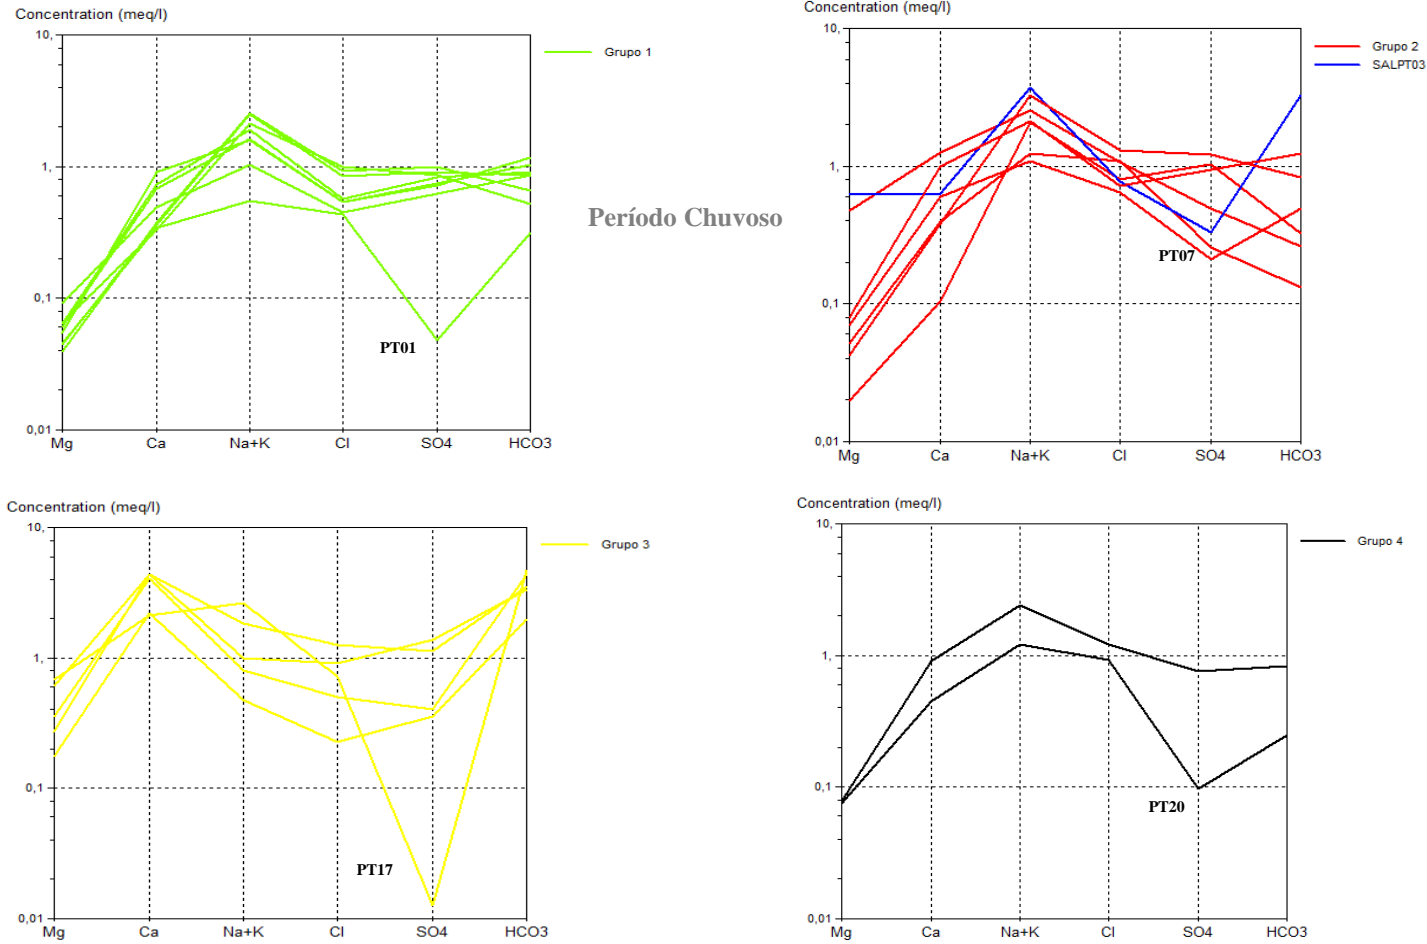 Concentration (meq/l)
10,
1,
0,1
0,01
Mg Ca Na+K Cl SO4 HCO3
Grupo 1
PT01
Período Chuvoso
Concentration (meq/l)
10,
1,
0,1
0,01
Mg Ca Na+K Cl SO4 HCO3
Grupo 2
SALPT03
PT07
Concentration (meq/l)
10,
1,
0,1
0,01
Mg Ca Na+K Cl SO4 HCO3
Grupo 3
PT17
Concentration (meq/l)
10,
1,
0,1
0,01
Mg Ca Na+K Cl SO4 HCO3
Grupo 4
PT20